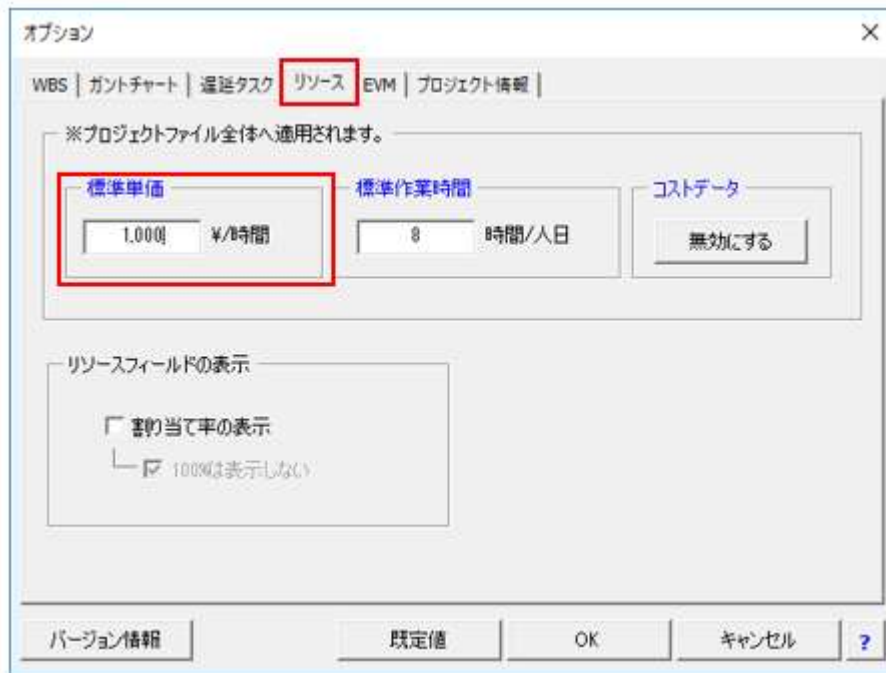 オプション
WBS | ガントチャート | 遅延タスク リソース EVM | プロジェクト情報 |
※プロジェクトファイル全体へ適用されます。
標準単価 標準作業時間 コストデータ
1,000 ¥/時間 8 時間/人日 無効にする
リソースフィールドの表示
割り当て率の表示
100%は表示しない
バージョン情報 既定値 OK キャンセル ?